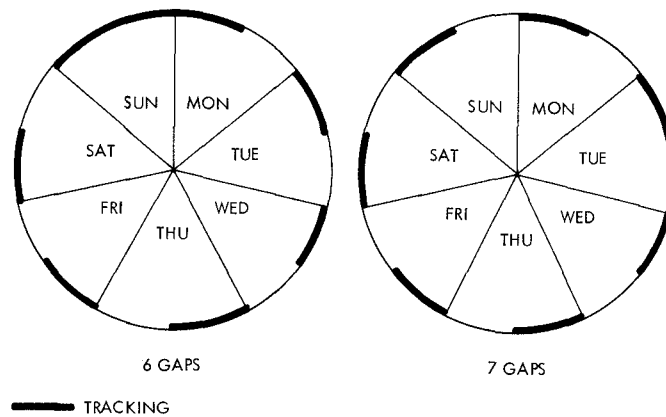 SUN MON SUN MON
SAT TUE SAT TUE
FRI WED FRI WED
THU THU
6 GAPS 7 GAPS
TRACKING